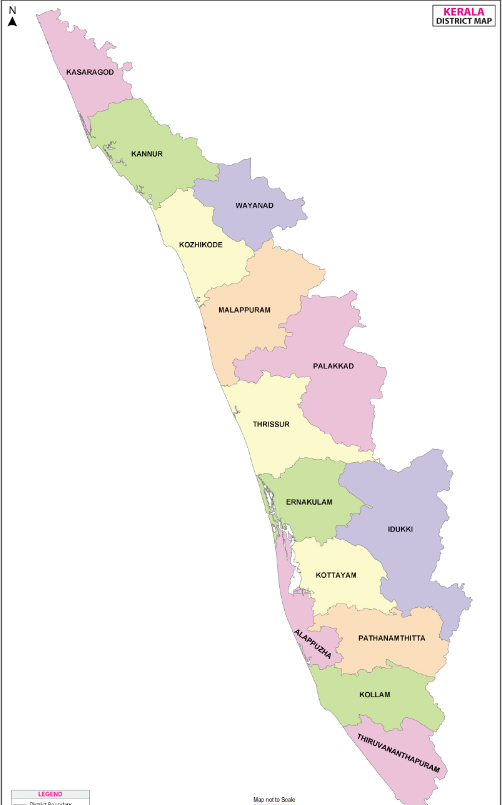 N
KERALA
DISTRICT MAP
KASARAGOD
KANNUR
WAYANAD
KOZHIKODE
MALAPPURAM
PALAKKAD
THRISSUR
ERNAKULAM
IDUKKI
KOTTAYAM
ALAPPUZHA
PATHANAMTHITTA
KOLLAM
THIRUVANANTHAPURAM
LEGEND
District Boundary
Map not to Scale